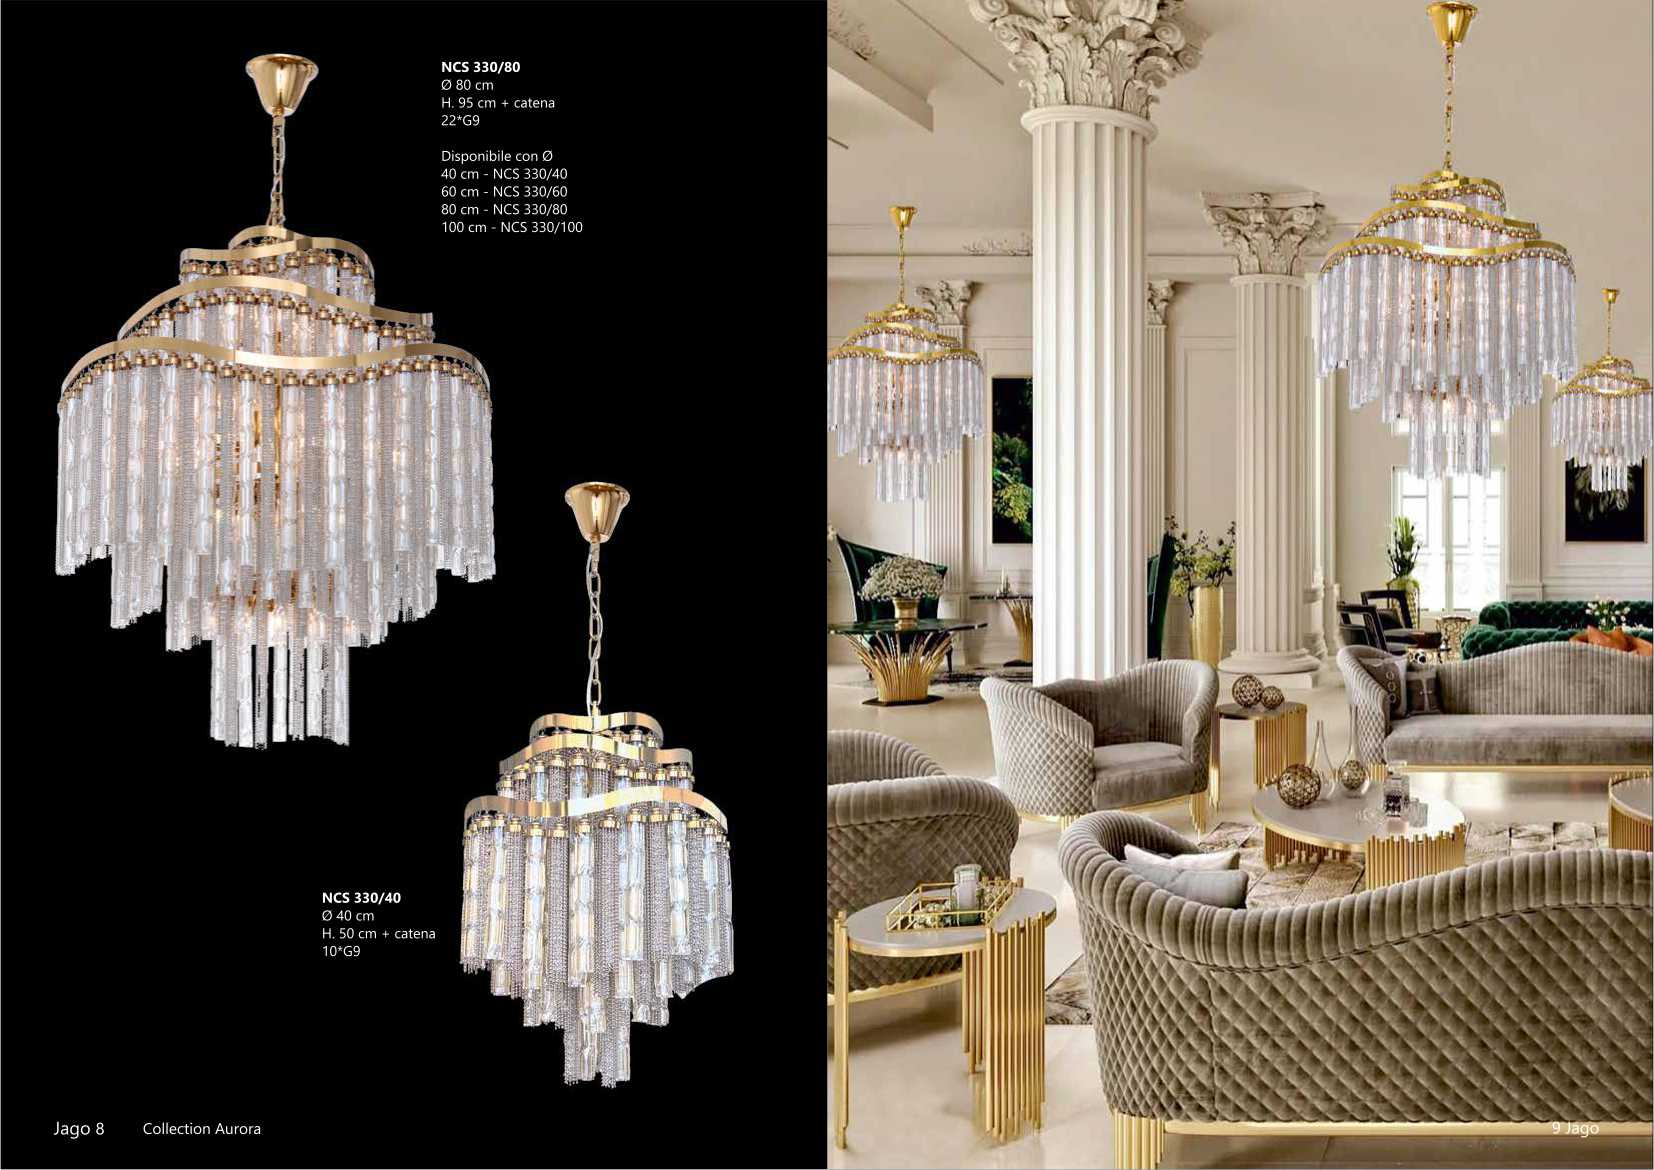 NCS 330/80
Ø 80 cm
H. 95 cm + catena
22*G9
Disponibile con Ø
40 cm - NCS 330/40
60 cm - NCS 330/60
80 cm - NCS 330/80
100 cm - NCS 330/100
NCS 330/40
Ø 40 cm
H. 50 cm + catena
10*G9
Jago 8 Collection Aurora
9 Jago